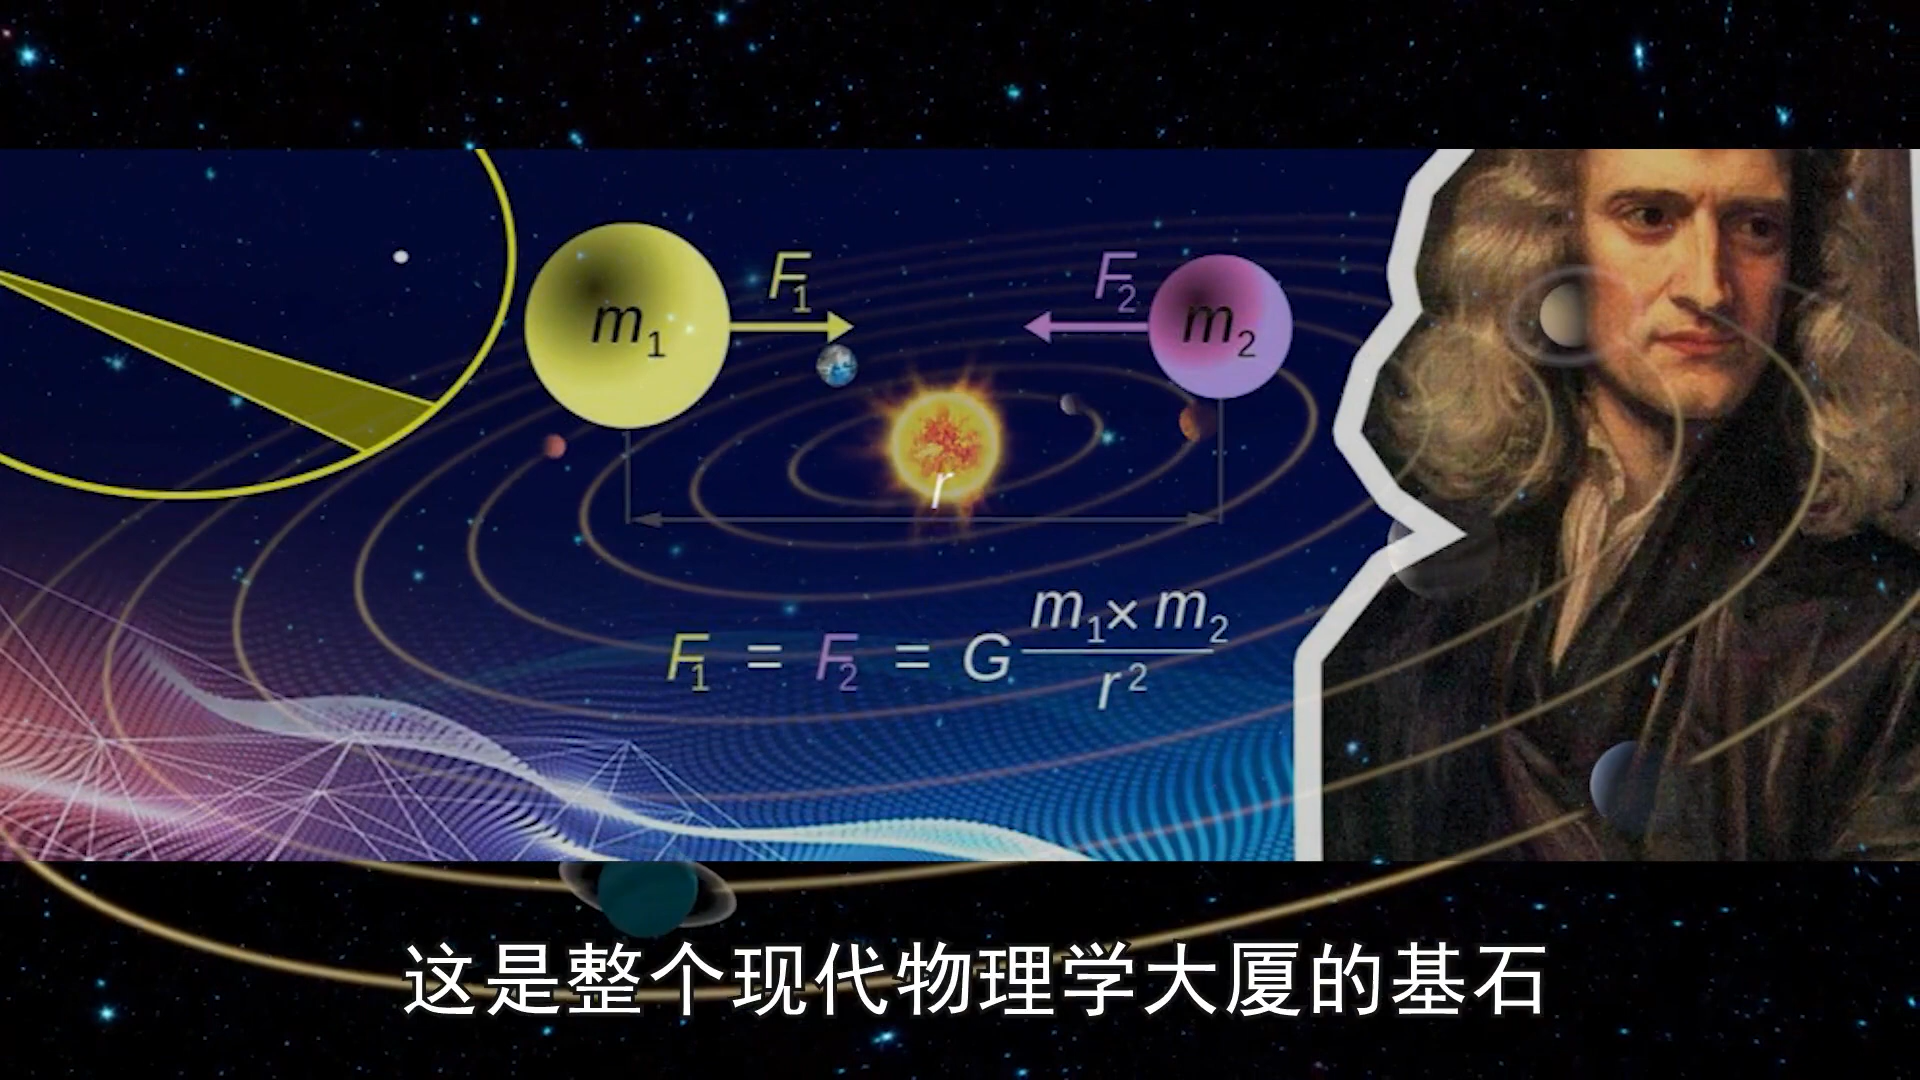 F₁ F₂
m₁ m₂
r
F₁ = F₂ = G m₁ × m₂ / r²
这是整个现代物理学大厦的基石